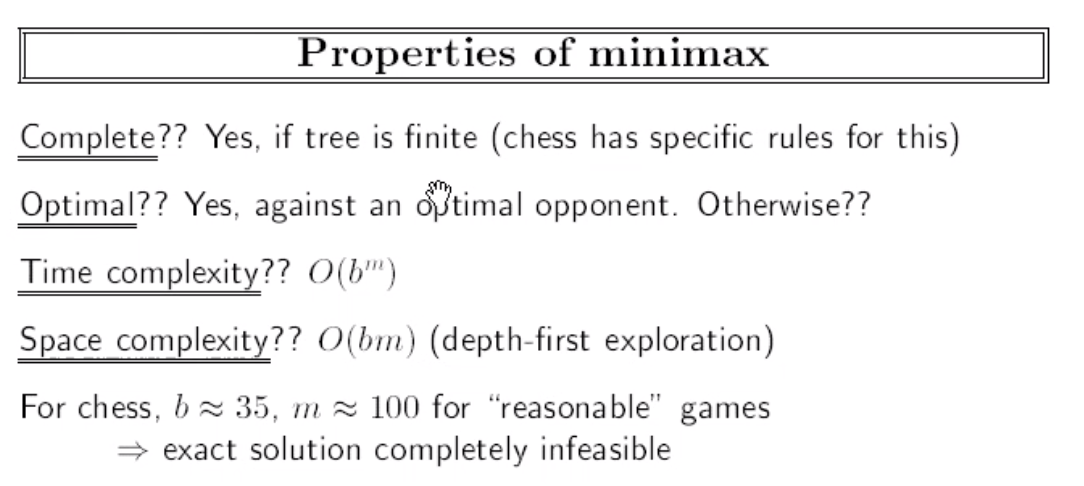 Properties of minimax
Complete?? Yes, if tree is finite (chess has specific rules for this)
Optimal?? Yes, against an optimal opponent. Otherwise??
Time complexity?? O(bᵐ)
Space complexity?? O(bm) (depth-first exploration)
For chess, b ≈ 35, m ≈ 100 for “reasonable” games
⇒ exact solution completely infeasible